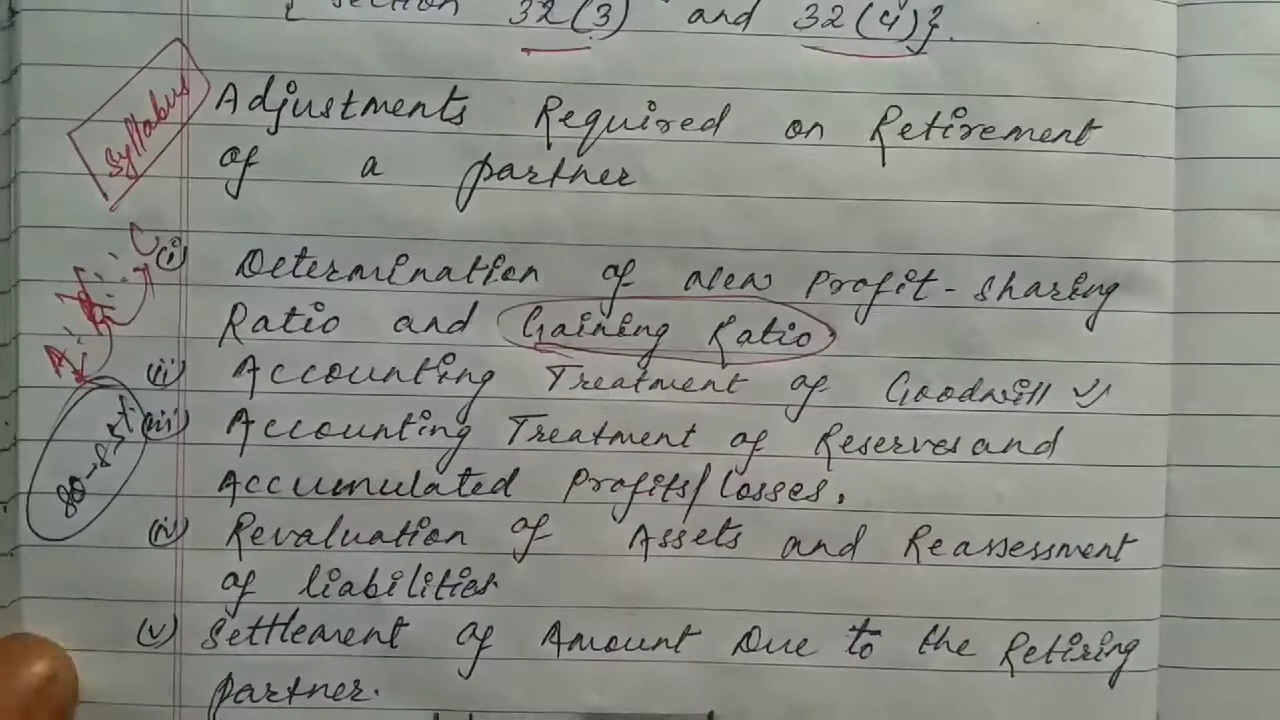 { Section 32(3) and 32(4)}.
Syllabus
Adjustments Required on Retirement
of a partner
(i) Determination of New Profit-sharing
Ratio and Gaining Ratio
(ii) Accounting Treatment of Goodwill
(iii) Accounting Treatment of Reserves and
Accumulated Profits/Losses.
(iv) Revaluation of Assets and Reassessment
of liabilities
(v) Settlement of Amount Due to the Retiring
partner.